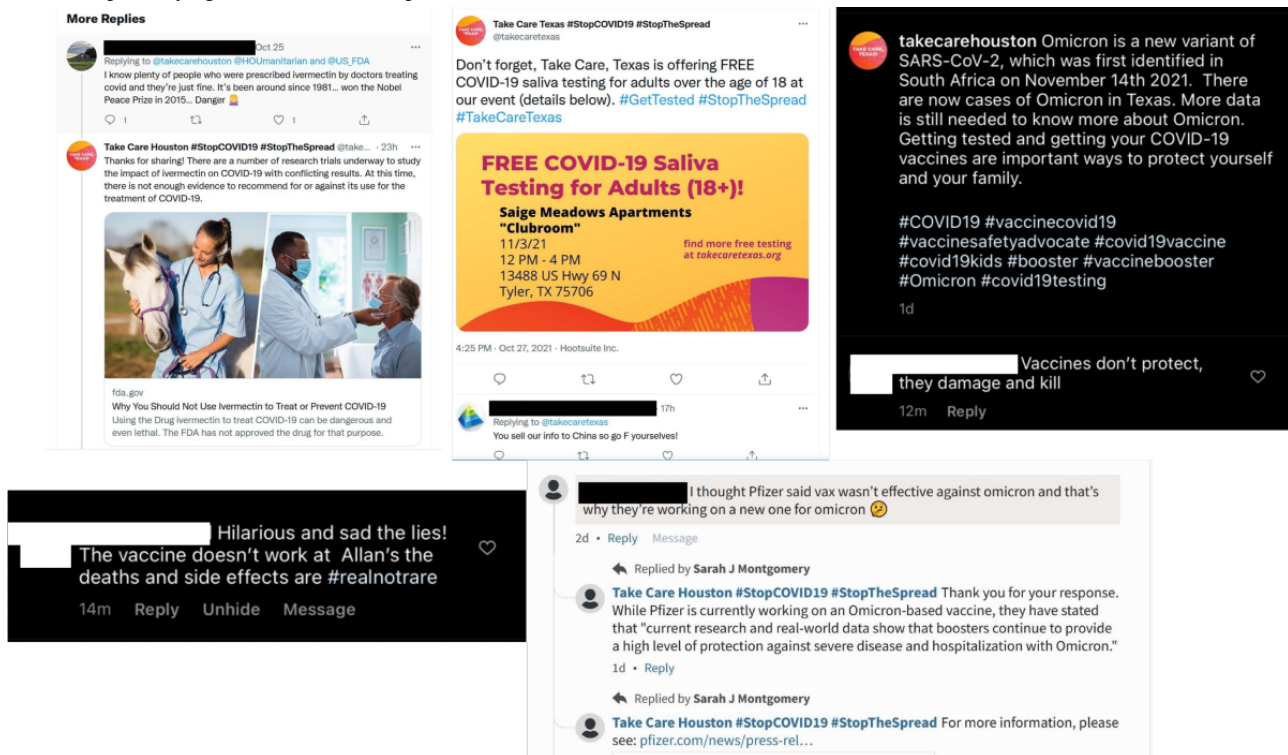 More Replies
Oct 25
Replying to @takecarehouston @HOUmanitarian and @US_FDA
I know plenty of people who were prescribed ivermectin by doctors treating
covid and they're just fine. It's been around since 1981... won the Nobel
Peace Prize in 2015... Danger 🤷
1
1
Take Care Houston #StopCOVID19 #StopTheSpread @take... · 23h
TAKE CARE, TEXAS!
Thanks for sharing! There are a number of research trials underway to study
the impact of ivermectin on COVID-19 with conflicting results. At this time,
there is not enough evidence to recommend for or against its use for the
treatment of COVID-19.
fda.gov
Why You Should Not Use Ivermectin to Treat or Prevent COVID-19
Using the Drug ivermectin to treat COVID-19 can be dangerous and
even lethal. The FDA has not approved the drug for that purpose.
Take Care Texas #StopCOVID19 #StopTheSpread
TAKE CARE, TEXAS!
@takecaretexas
Don't forget, Take Care, Texas is offering FREE
COVID-19 saliva testing for adults over the age of 18 at
our event (details below). #GetTested #StopTheSpread
#TakeCareTexas
FREE COVID-19 Saliva
Testing for Adults (18+)!
Saige Meadows Apartments
"Clubroom"
11/3/21
12 PM - 4 PM
13488 US Hwy 69 N
Tyler, TX 75706
find more free testing
at takecaretexas.org
4:25 PM · Oct 27, 2021 · Hootsuite Inc.
17h
Replying to @takecaretexas
You sell our info to China so go F yourselves!
TAKE CARE, TEXAS!
takecarehouston Omicron is a new variant of
SARS-CoV-2, which was first identified in
South Africa on November 14th 2021. There
are now cases of Omicron in Texas. More data
is still needed to know more about Omicron.
Getting tested and getting your COVID-19
vaccines are important ways to protect yourself
and your family.
#COVID19 #vaccinecovid19
#vaccinesafetyadvocate #covid19vaccine
#covid19kids #booster #vaccinebooster
#Omicron #covid19testing
1d
Vaccines don't protect,
they damage and kill
12m Reply
Hilarious and sad the lies!
The vaccine doesn't work at Allan's the
deaths and side effects are #realnotrare
14m Reply Unhide Message
I thought Pfizer said vax wasn't effective against omicron and that's
why they're working on a new one for omicron 🤔
2d • Reply Message
Replied by Sarah J Montgomery
Take Care Houston #StopCOVID19 #StopTheSpread Thank you for your response.
While Pfizer is currently working on an Omicron-based vaccine, they have stated
that "current research and real-world data show that boosters continue to provide
a high level of protection against severe disease and hospitalization with Omicron."
1d • Reply
Replied by Sarah J Montgomery
Take Care Houston #StopCOVID19 #StopTheSpread For more information, please
see: pfizer.com/news/press-rel...